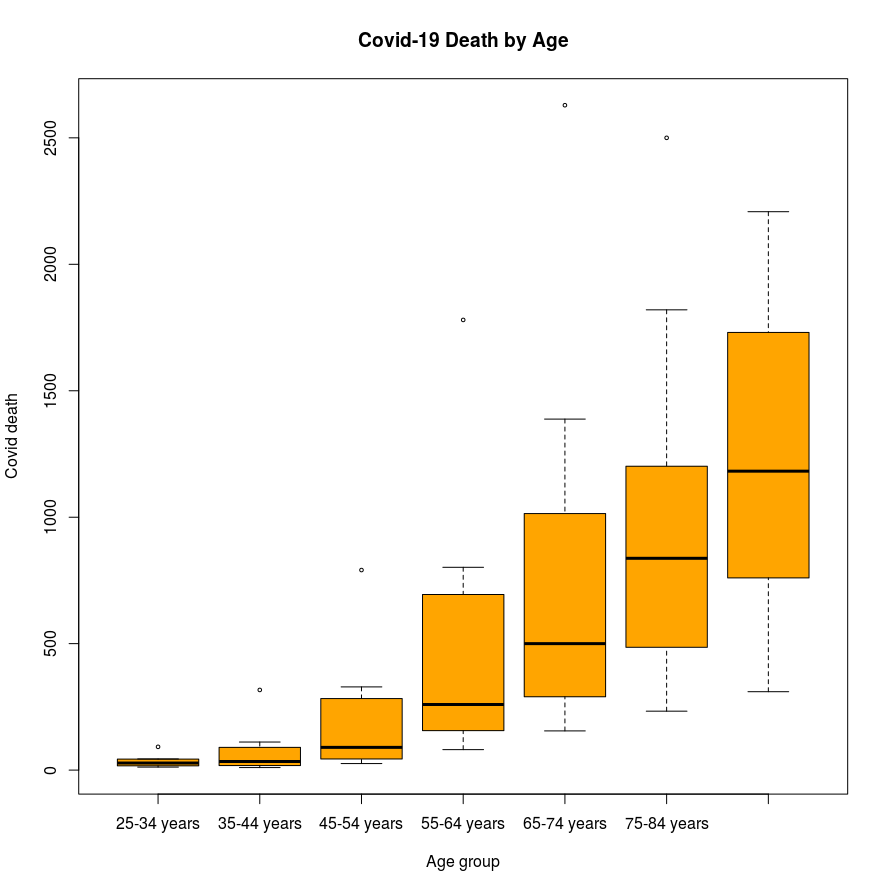 Covid-19 Death by Age
2500
2000
1500
1000
500
0
Covid death
25-34 years 35-44 years 45-54 years 55-64 years 65-74 years 75-84 years
Age group